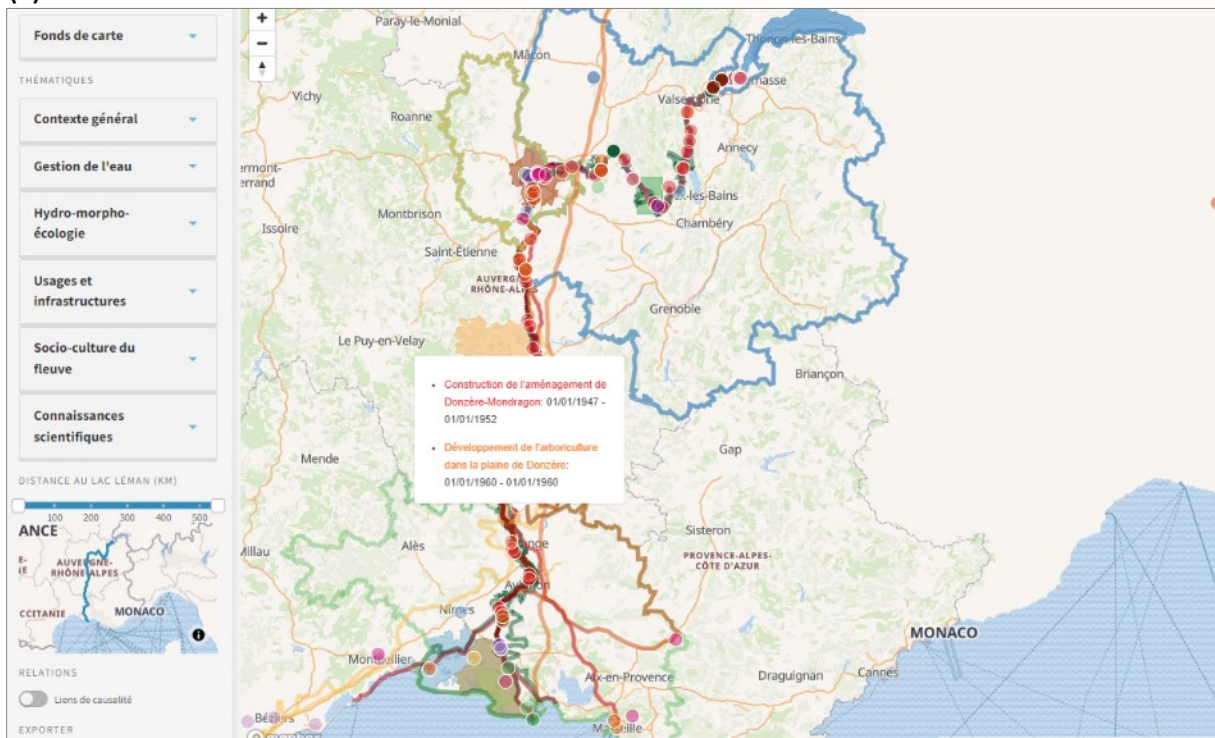 Fonds de carte
THÉMATIQUES
Contexte général
Gestion de l'eau
Hydro-morpho-
écologie
Usages et
infrastructures
Socio-culture du
fleuve
Connaissances
scientifiques
DISTANCE AU LAC LÉMAN (KM)
100 200 300 400 500
ANCE
AUVERGNE-
RHÔNE-ALPES
CCITANIE
MONACO
RELATIONS
Liens de causalité
EXPORTER
Paray-le-Monial
Mâcon
Thonon-les-Bains
Vichy
Roanne
Annecy
Montbrison
Chambéry
Issoire
Saint-Étienne
AUVERGNE
RHÔNE-ALPES
Grenoble
Le Puy-en-Velay
Briançon
• Construction de l'aménagement de
Donzère-Mondragon: 01/01/1947 -
01/01/1952
• Développement de l'arboriculture
dans la plaine de Donzère:
01/01/1960 - 01/01/1960
Gap
Mende
Sisteron
Alès
Millau
PROVENCE-ALPES-
CÔTE D'AZUR
Nîmes
MONACO
Aix-en-Provence
Draguignan
Cannes
Béziers